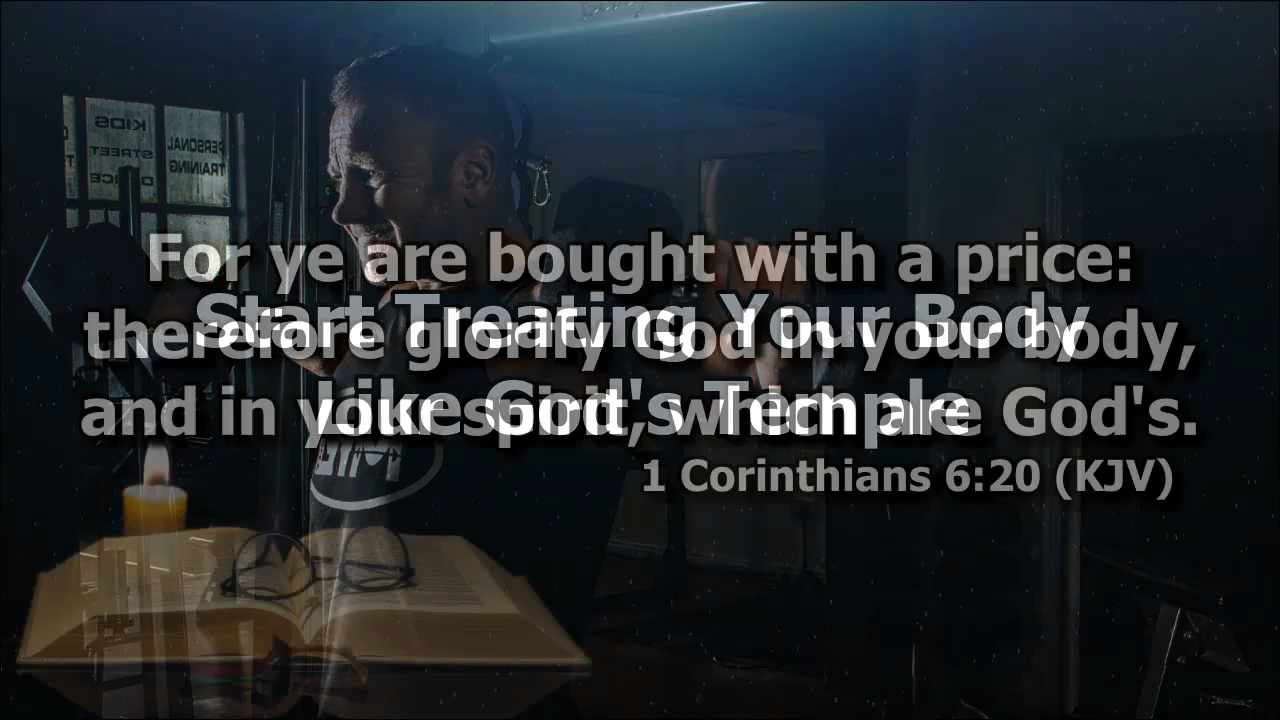 KIDS
STREET
PERSONAL
TRAINING
For ye are bought with a price:
Start Treating Your Body
therefore glorify God in your body,
Like God's Temple
and in your spirit, which are God's.
1 Corinthians 6:20 (KJV)